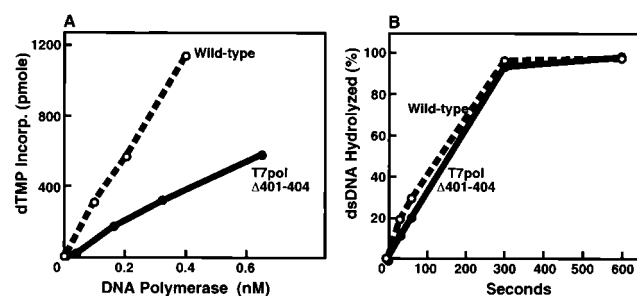 A
dTMP Incorp. (pmole)
1200
800
400
0
0
0.2
0.4
0.6
Wild-type
T7pol
Δ401-404
DNA Polymerase (nM)
B
dsDNA Hydrolyzed (%)
100
80
60
40
20
0
100
200
300
400
500
600
Wild-type
T7pol
Δ401-404
Seconds